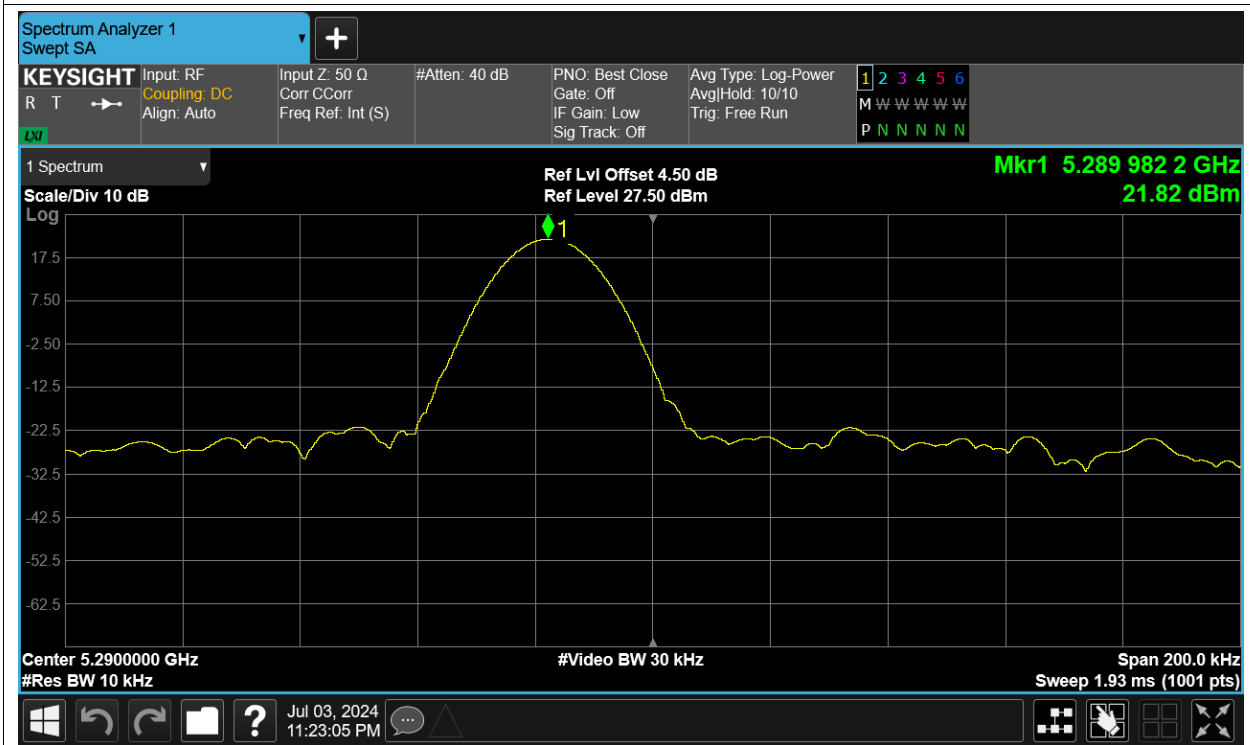 Spectrum Analyzer 1
Swept SA
KEYSIGHT
R T
LXI
Input: RF
Coupling: DC
Align: Auto
Input Z: 50 Ω
Corr CCorr
Freq Ref: Int (S)
#Atten: 40 dB
PNO: Best Close
Gate: Off
IF Gain: Low
Sig Track: Off
Avg Type: Log-Power
Avg|Hold: 10/10
Trig: Free Run
1 2 3 4 5 6
M W W W W W
P N N N N N
1 Spectrum
Scale/Div 10 dB
Log
Ref Lvl Offset 4.50 dB
Ref Level 27.50 dBm
Mkr1 5.289 982 2 GHz
21.82 dBm
1
17.5
7.50
-2.50
-12.5
-22.5
-32.5
-42.5
-52.5
-62.5
Center 5.2900000 GHz
#Res BW 10 kHz
#Video BW 30 kHz
Span 200.0 kHz
Sweep 1.93 ms (1001 pts)
?
Jul 03, 2024
11:23:05 PM